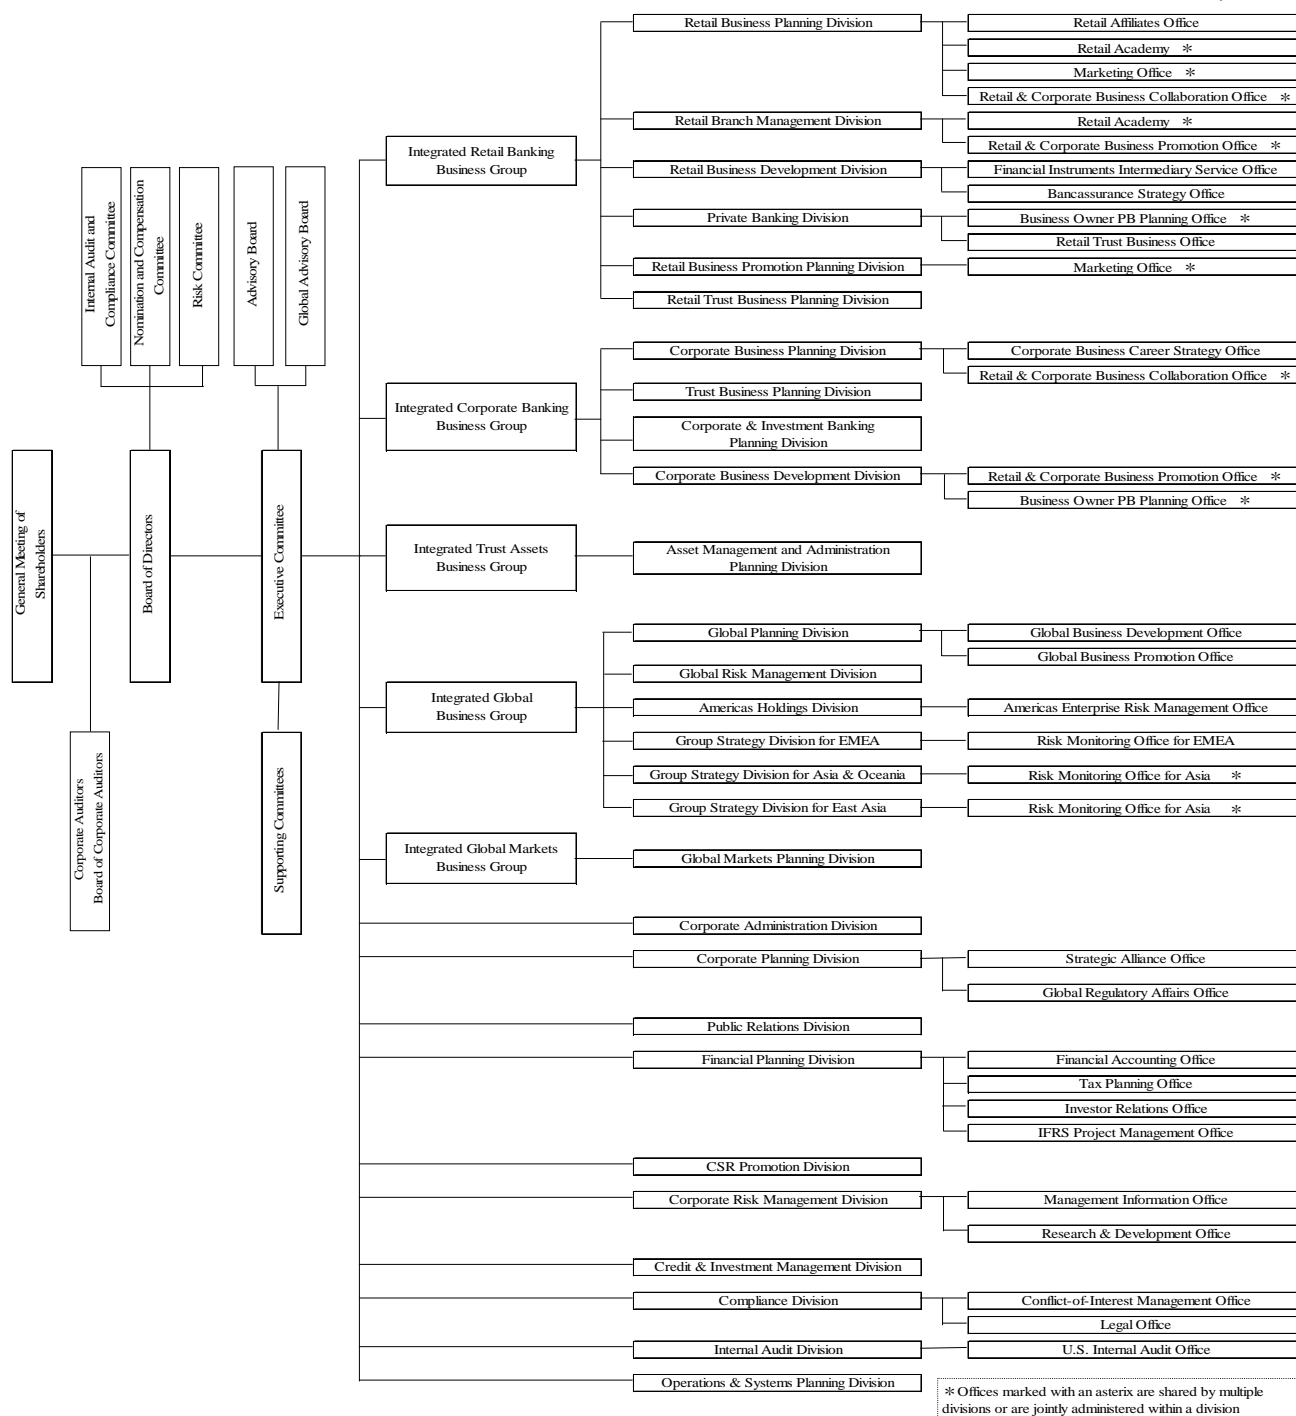 Retail Business Planning Division
Retail Affiliates Office
Retail Academy *
Marketing Office *
Retail & Corporate Business Collaboration Office *
Retail Branch Management Division
Retail Academy *
Retail & Corporate Business Promotion Office *
Integrated Retail Banking
Business Group
Retail Business Development Division
Financial Instruments Intermediary Service Office
Bancassurance Strategy Office
Private Banking Division
Business Owner PB Planning Office *
Retail Trust Business Office
Retail Business Promotion Planning Division
Marketing Office *
Retail Trust Business Planning Division
Internal Audit and
Compliance Committee
Nomination and Compensation
Committee
Risk Committee
Advisory Board
Global Advisory Board
Corporate Business Planning Division
Corporate Business Career Strategy Office
Retail & Corporate Business Collaboration Office *
Trust Business Planning Division
Integrated Corporate Banking
Business Group
Corporate & Investment Banking
Planning Division
Corporate Business Development Division
Retail & Corporate Business Promotion Office *
Business Owner PB Planning Office *
General Meeting of
Shareholders
Board of Directors
Executive Committee
Integrated Trust Assets
Business Group
Asset Management and Administration
Planning Division
Global Planning Division
Global Business Development Office
Global Business Promotion Office
Global Risk Management Division
Integrated Global
Business Group
Americas Holdings Division
Americas Enterprise Risk Management Office
Group Strategy Division for EMEA
Risk Monitoring Office for EMEA
Group Strategy Division for Asia & Oceania
Risk Monitoring Office for Asia *
Group Strategy Division for East Asia
Risk Monitoring Office for Asia *
Corporate Auditors
Board of Corporate Auditors
Supporting Committees
Integrated Global Markets
Business Group
Global Markets Planning Division
Corporate Administration Division
Corporate Planning Division
Strategic Alliance Office
Global Regulatory Affairs Office
Public Relations Division
Financial Planning Division
Financial Accounting Office
Tax Planning Office
Investor Relations Office
IFRS Project Management Office
CSR Promotion Division
Corporate Risk Management Division
Management Information Office
Research & Development Office
Credit & Investment Management Division
Compliance Division
Conflict-of-Interest Management Office
Legal Office
Internal Audit Division
U.S. Internal Audit Office
Operations & Systems Planning Division
* Offices marked with an asterix are shared by multiple
divisions or are jointly administered within a division